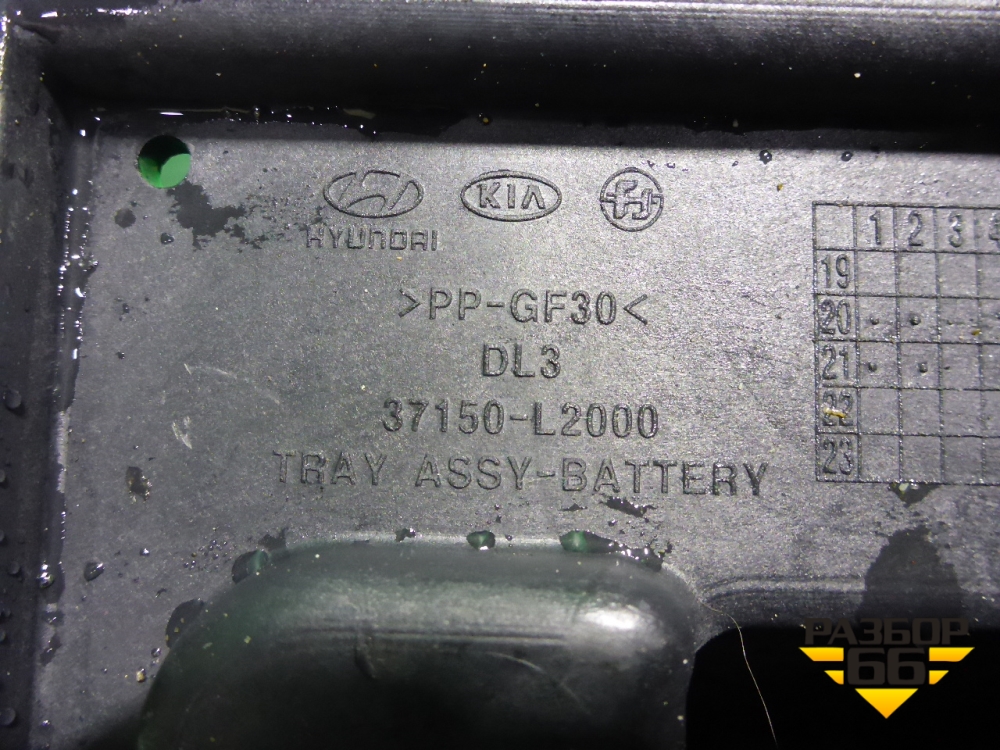 HYUNDAI KIA
>PP-GF30<
DL3
37150-L2000
TRAY ASSY-BATTERY
1 2 3 4
19
20
21
22
23
РАЗБОР
66